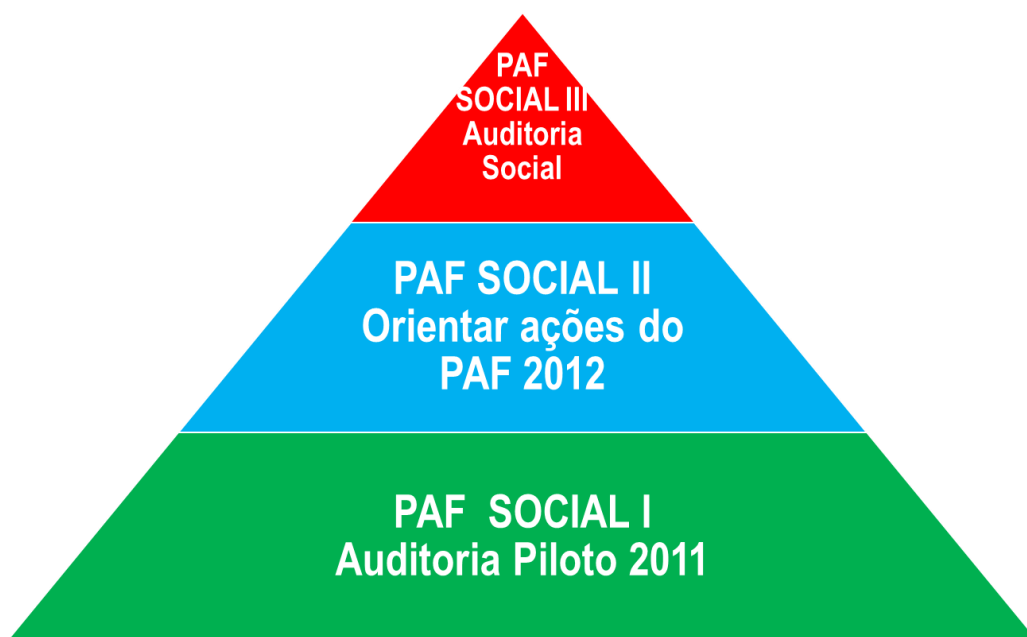 PAF
SOCIAL III
Auditoria
Social
PAF SOCIAL II
Orientar ações do
PAF 2012
PAF SOCIAL I
Auditoria Piloto 2011